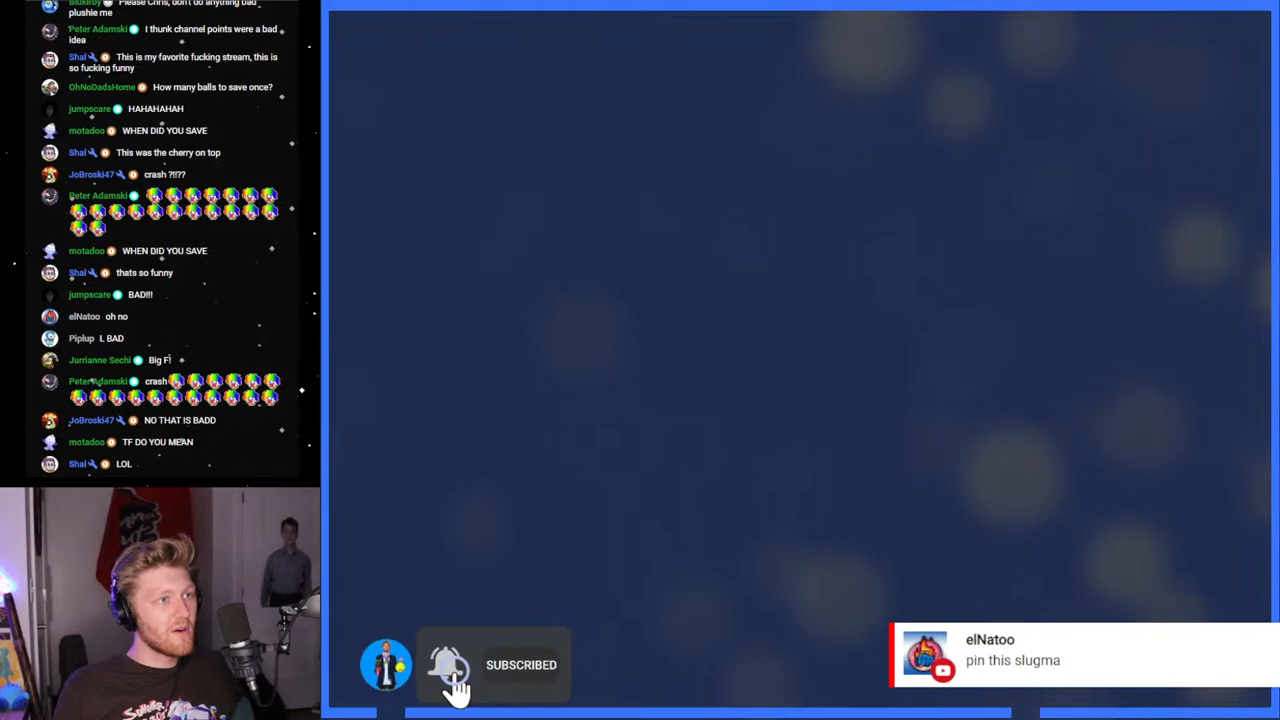 Blukirby Please Chris, don't do anything bad
plushie me
Peter Adamski I thunk channel points were a bad
idea
Shal This is my favorite fucking stream, this is
so fucking funny
OhNoDadsHome How many balls to save once?
jumpscare HAHAHAHAH
motadoo WHEN DID YOU SAVE
Shal This was the cherry on top
JoBroski47 crash ?!!??
Peter Adamski
motadoo WHEN DID YOU SAVE
Shal thats so funny
jumpscare BAD!!!
elNatoo oh no
Piplup L BAD
Jurrianne Sechi Big F!
Peter Adamski crash
JoBroski47 NO THAT IS BADD
motadoo TF DO YOU MEAN
Shal LOL
SUBSCRIBED
elNatoo
pin this slugma